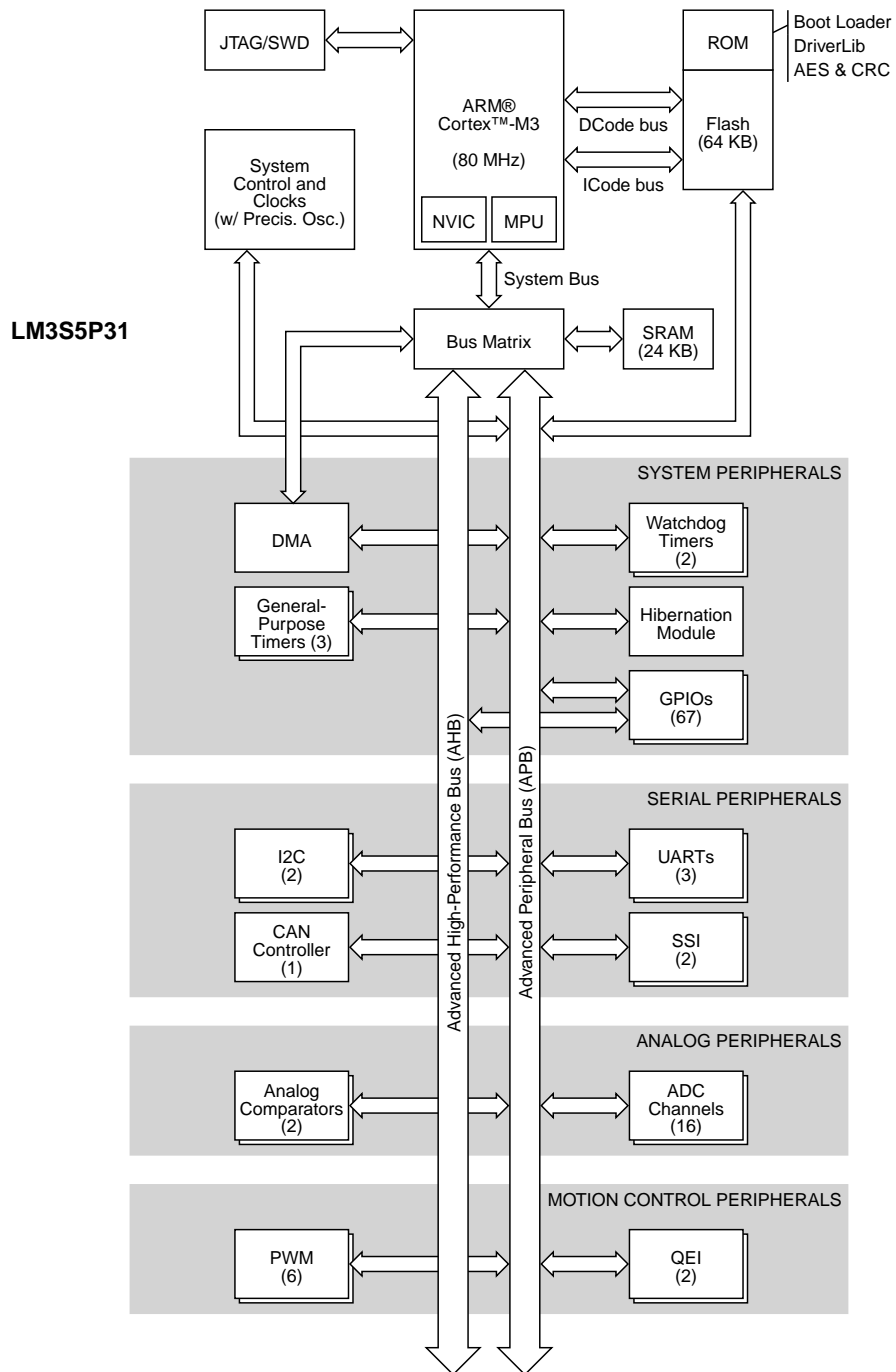 JTAG/SWD
ARM®
Cortex™-M3
(80 MHz)
NVIC
MPU
ROM
Boot Loader
DriverLib
AES & CRC
Flash
(64 KB)
DCode bus
ICode bus
System
Control and
Clocks
(w/ Precis. Osc.)
System Bus
LM3S5P31
Bus Matrix
SRAM
(24 KB)
SYSTEM PERIPHERALS
DMA
Watchdog
Timers
(2)
General-
Purpose
Timers (3)
Hibernation
Module
GPIOs
(67)
Advanced High-Performance Bus (AHB)
Advanced Peripheral Bus (APB)
SERIAL PERIPHERALS
I2C
(2)
UARTs
(3)
CAN
Controller
(1)
SSI
(2)
ANALOG PERIPHERALS
Analog
Comparators
(2)
ADC
Channels
(16)
MOTION CONTROL PERIPHERALS
PWM
(6)
QEI
(2)